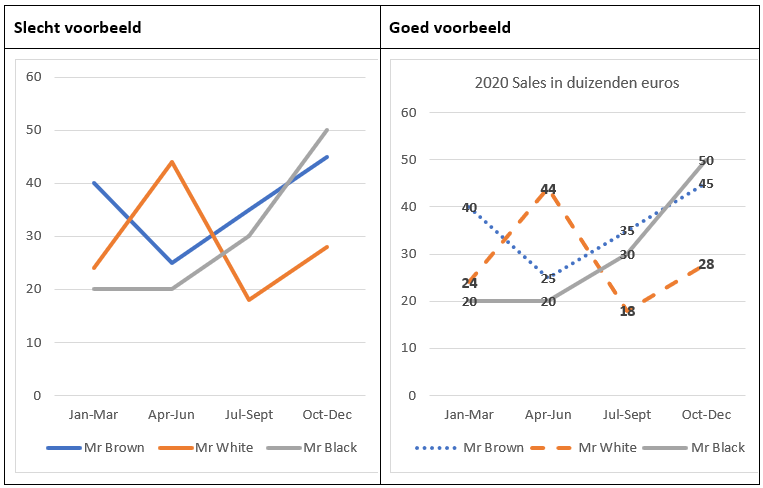 Slecht voorbeeld
Goed voorbeeld
60
50
40
30
20
10
0
Jan-Mar Apr-Jun Jul-Sept Oct-Dec
Mr Brown Mr White Mr Black
2020 Sales in duizenden euros
60
50
40
30
20
10
0
40 25 35 45
24 44 18 28
20 20 30 50
Jan-Mar Apr-Jun Jul-Sept Oct-Dec
Mr Brown Mr White Mr Black